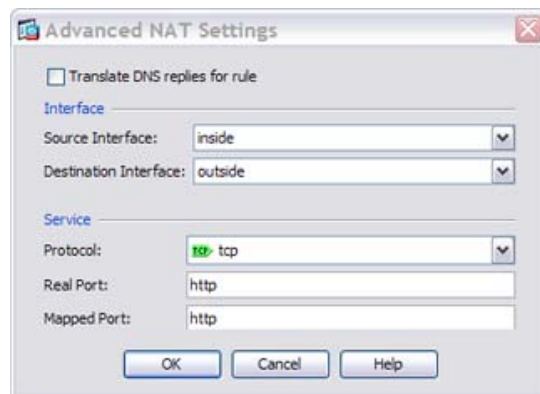 Advanced NAT Settings
Translate DNS replies for rule
Interface
Source Interface: inside
Destination Interface: outside
Service
Protocol: TCP tcp
Real Port: http
Mapped Port: http
OK Cancel Help